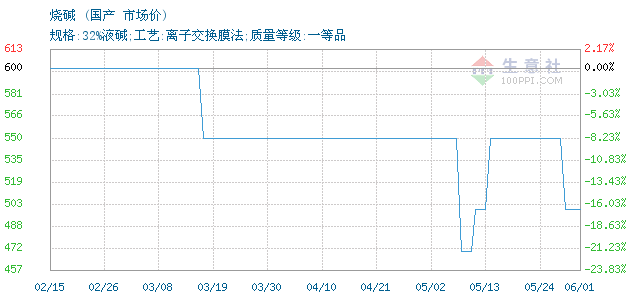 烧碱 (国产 市场价)
规格:32%液碱;工艺:离子交换膜法;质量等级:一等品
613 2.17%
600 0.00%
生意社
100PPI.COM
581 -3.03%
566 -5.63%
550 -8.23%
535 -10.83%
519 -13.43%
503 -16.03%
488 -18.63%
472 -21.23%
457 -23.83%
02/15 02/26 03/08 03/19 03/30 04/10 04/21 05/02 05/13 05/24 06/01